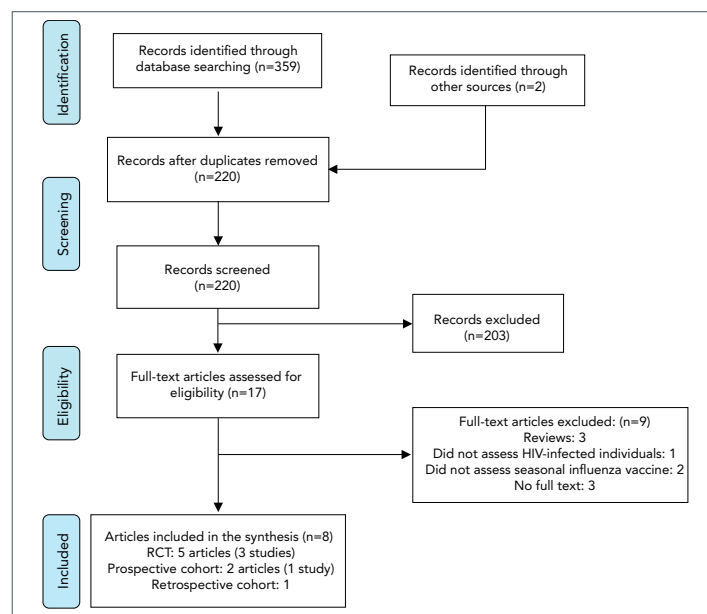 Identification
Records identified through
database searching (n=359)
Records identified through
other sources (n=2)
Records after duplicates removed
(n=220)
Screening
Records screened
(n=220)
Records excluded
(n=203)
Eligibility
Full-text articles assessed for
eligibility (n=17)
Full-text articles excluded: (n=9)
Reviews: 3
Did not assess HIV-infected individuals: 1
Did not assess seasonal influenza vaccine: 2
No full text: 3
Included
Articles included in the synthesis (n=8)
RCT: 5 articles (3 studies)
Prospective cohort: 2 articles (1 study)
Retrospective cohort: 1